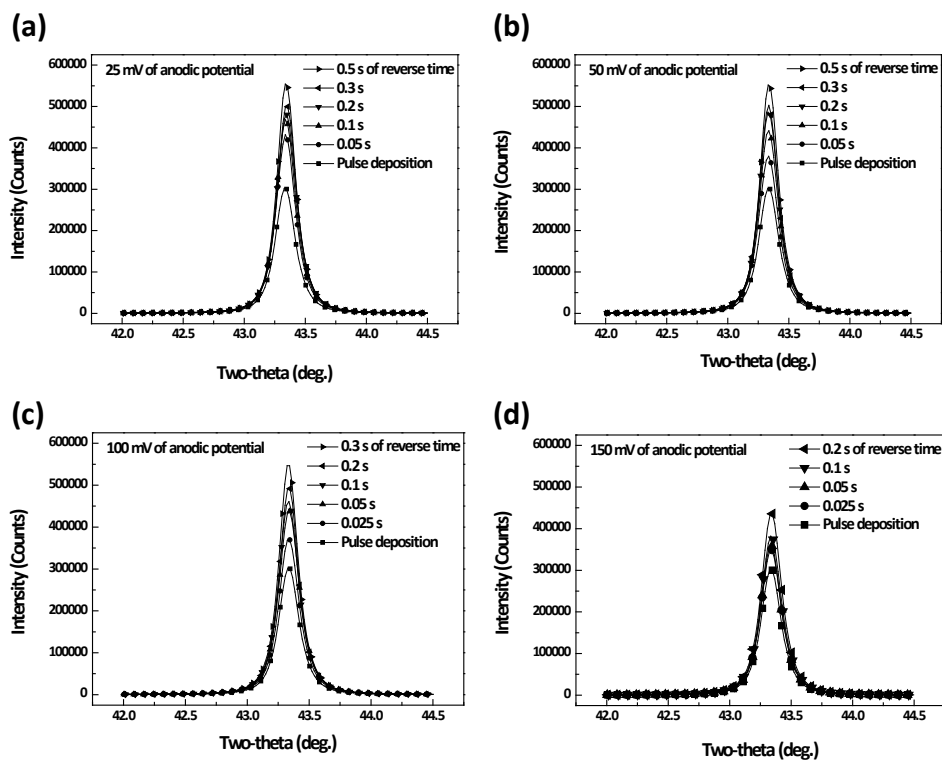 (a)
25 mV of anodic potential
0.5 s of reverse time
0.3 s
0.2 s
0.1 s
0.05 s
Pulse deposition
Intensity (Counts)
600000
500000
400000
300000
200000
100000
0
42.0 42.5 43.0 43.5 44.0 44.5
Two-theta (deg.)
(b)
50 mV of anodic potential
0.5 s of reverse time
0.3 s
0.2 s
0.1 s
0.05 s
Pulse deposition
Intensity (Counts)
600000
500000
400000
300000
200000
100000
0
42.0 42.5 43.0 43.5 44.0 44.5
Two-theta (deg.)
(c)
100 mV of anodic potential
0.3 s of reverse time
0.2 s
0.1 s
0.05 s
0.025 s
Pulse deposition
Intensity (Counts)
600000
500000
400000
300000
200000
100000
0
42.0 42.5 43.0 43.5 44.0 44.5
Two-theta (deg.)
(d)
150 mV of anodic potential
0.2 s of reverse time
0.1 s
0.05 s
0.025 s
Pulse deposition
Intensity (Counts)
600000
500000
400000
300000
200000
100000
0
42.0 42.5 43.0 43.5 44.0 44.5
Two-theta (deg.)